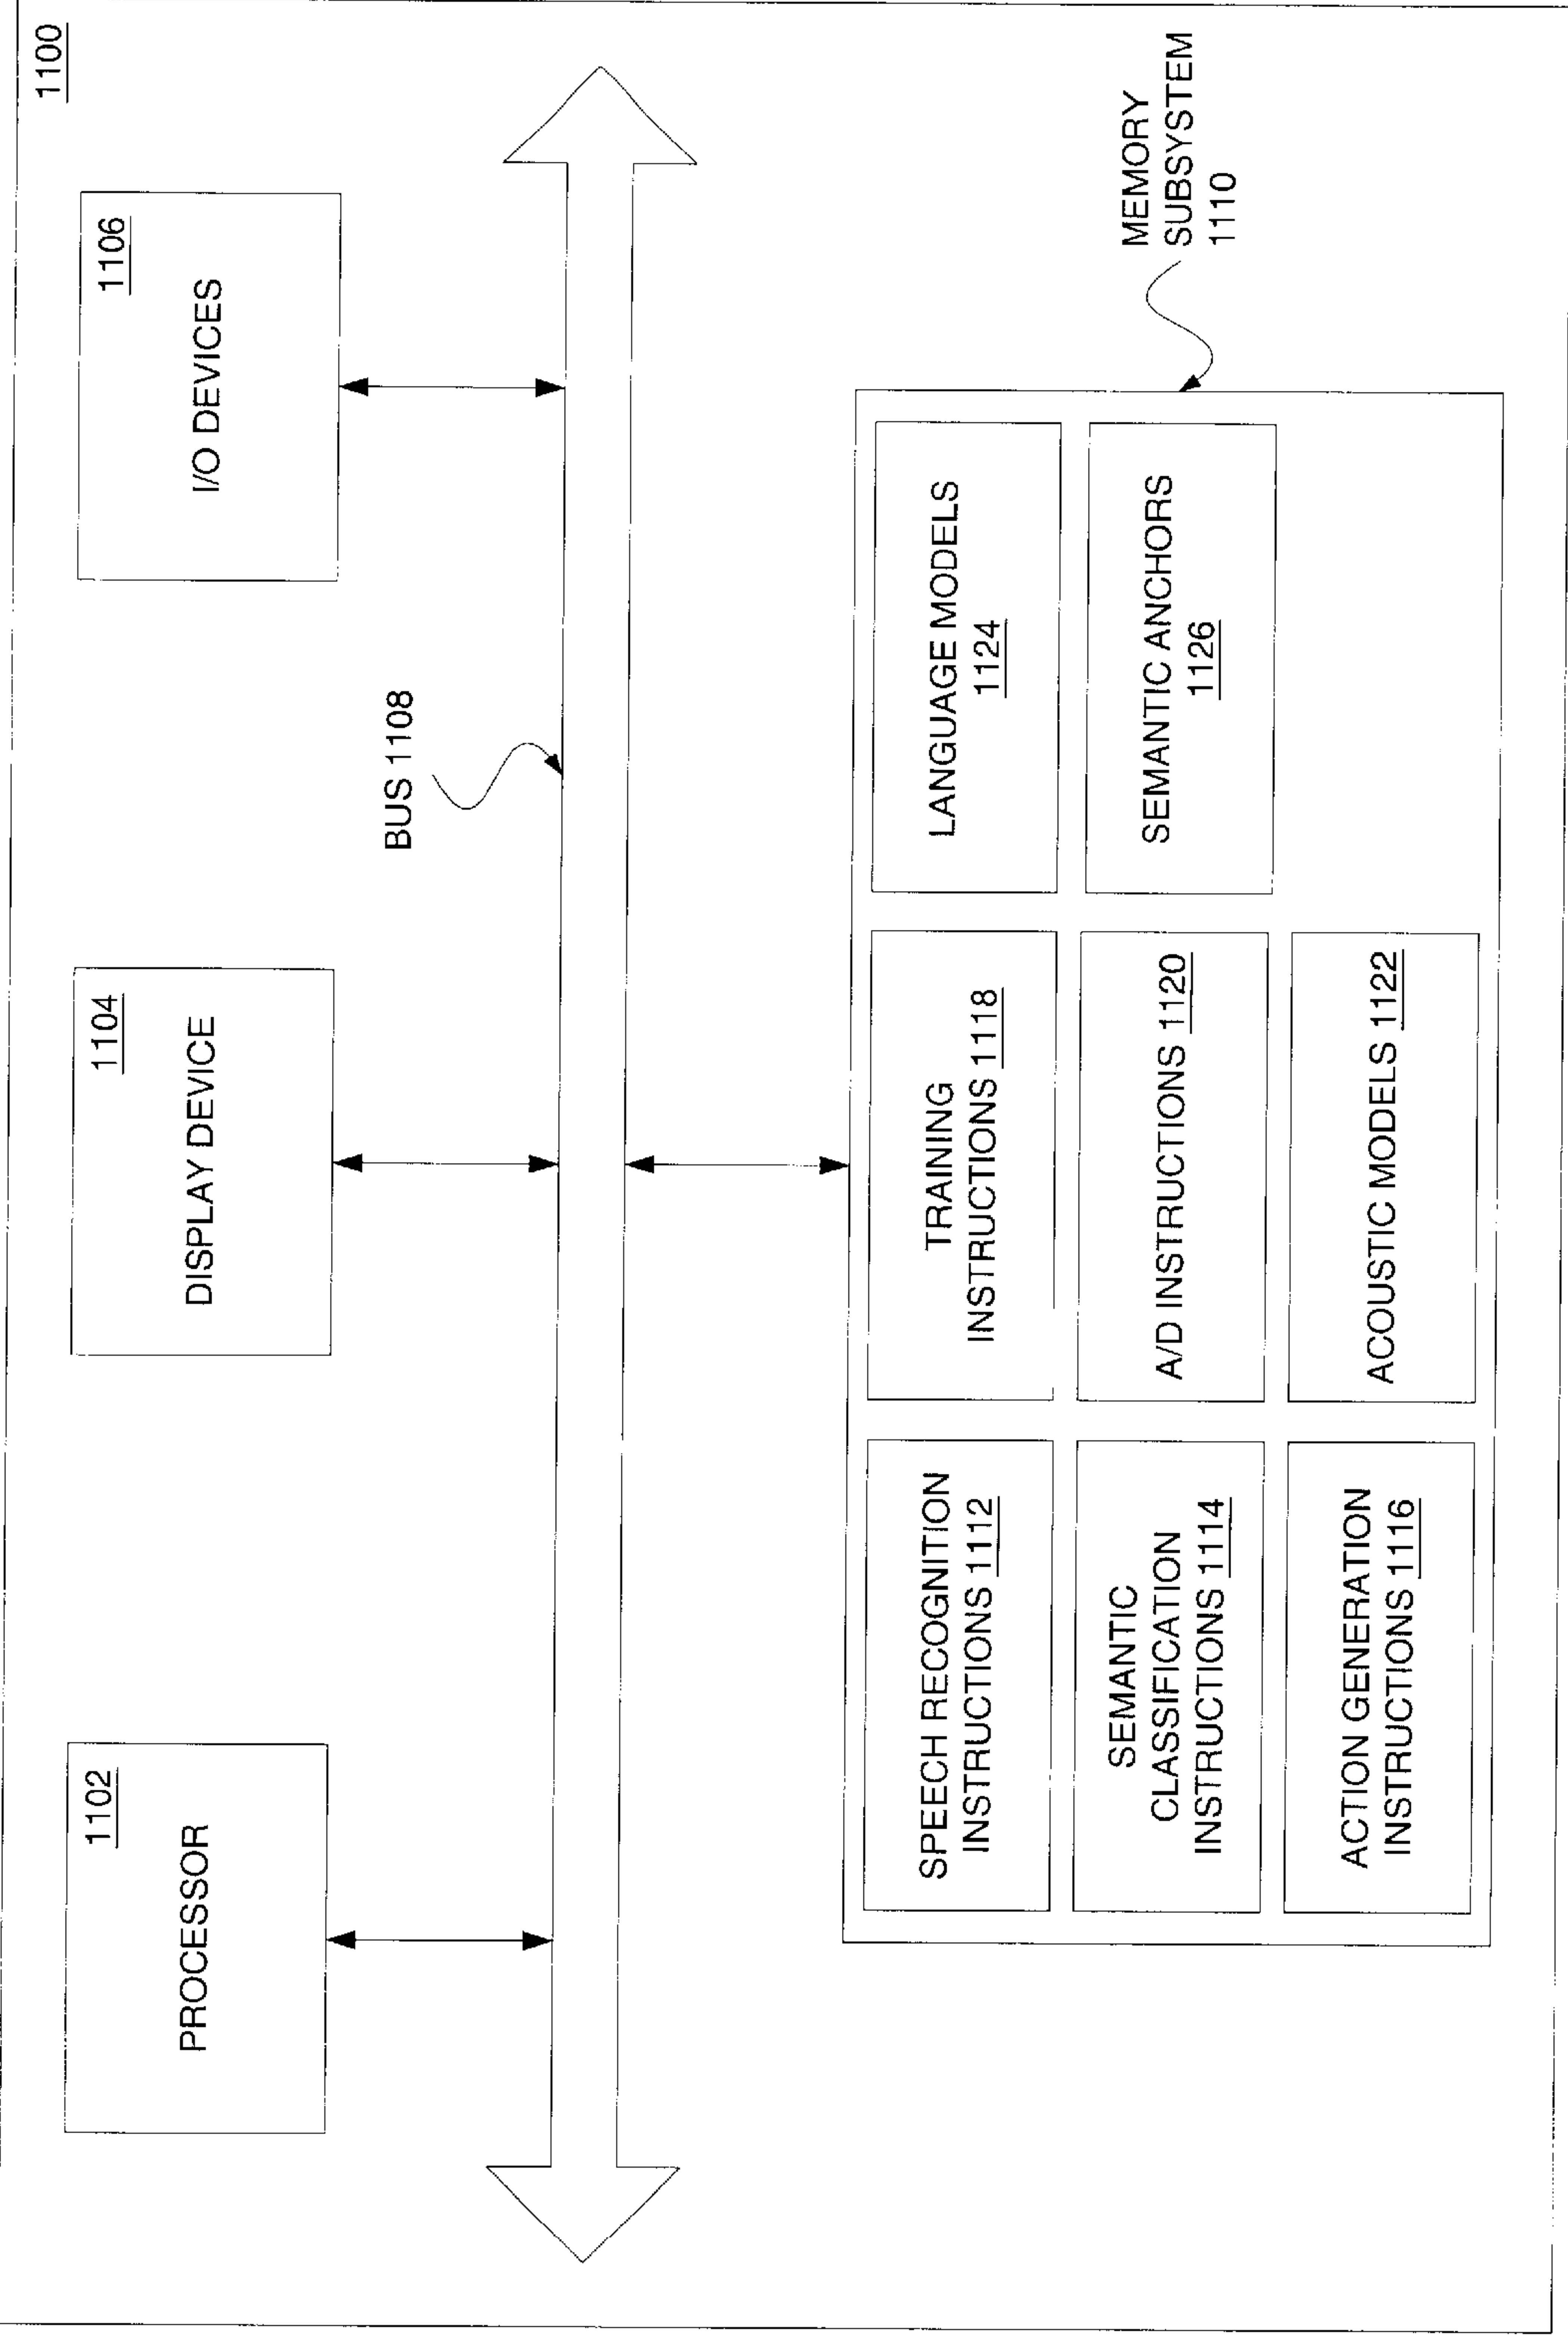 1100
1102
PROCESSOR
1104
DISPLAY DEVICE
1106
I/O DEVICES
BUS 1108
MEMORY
SUBSYSTEM
1110
SPEECH RECOGNITION
INSTRUCTIONS 1112
SEMANTIC
CLASSIFICATION
INSTRUCTIONS 1114
ACTION GENERATION
INSTRUCTIONS 1116
TRAINING
INSTRUCTIONS 1118
A/D INSTRUCTIONS 1120
ACOUSTIC MODELS 1122
LANGUAGE MODELS
1124
SEMANTIC ANCHORS
1126